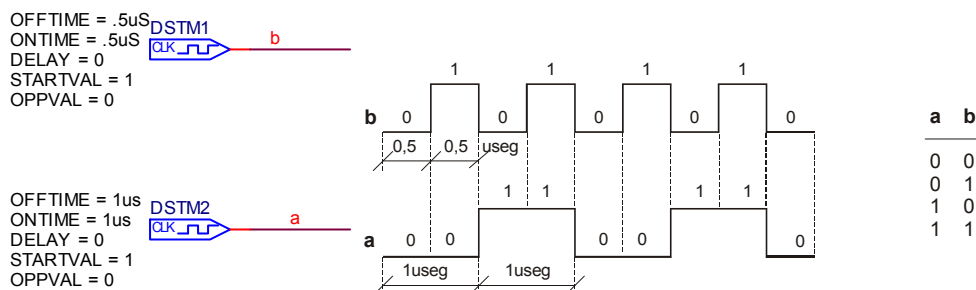 OFFTIME = .5uS
ONTIME = .5uS
DELAY = 0
STARTVAL = 1
OPPVAL = 0
DSTM1
CLK
b
1 1 1 1
b 0 0 0 0 0
0,5 0,5 useg
a b
0 0
0 1
1 0
1 1
OFFTIME = 1us
ONTIME = 1us
DELAY = 0
STARTVAL = 1
OPPVAL = 0
DSTM2
CLK
a
1 1 1 1
a 0 0 0 0 0
1useg 1useg